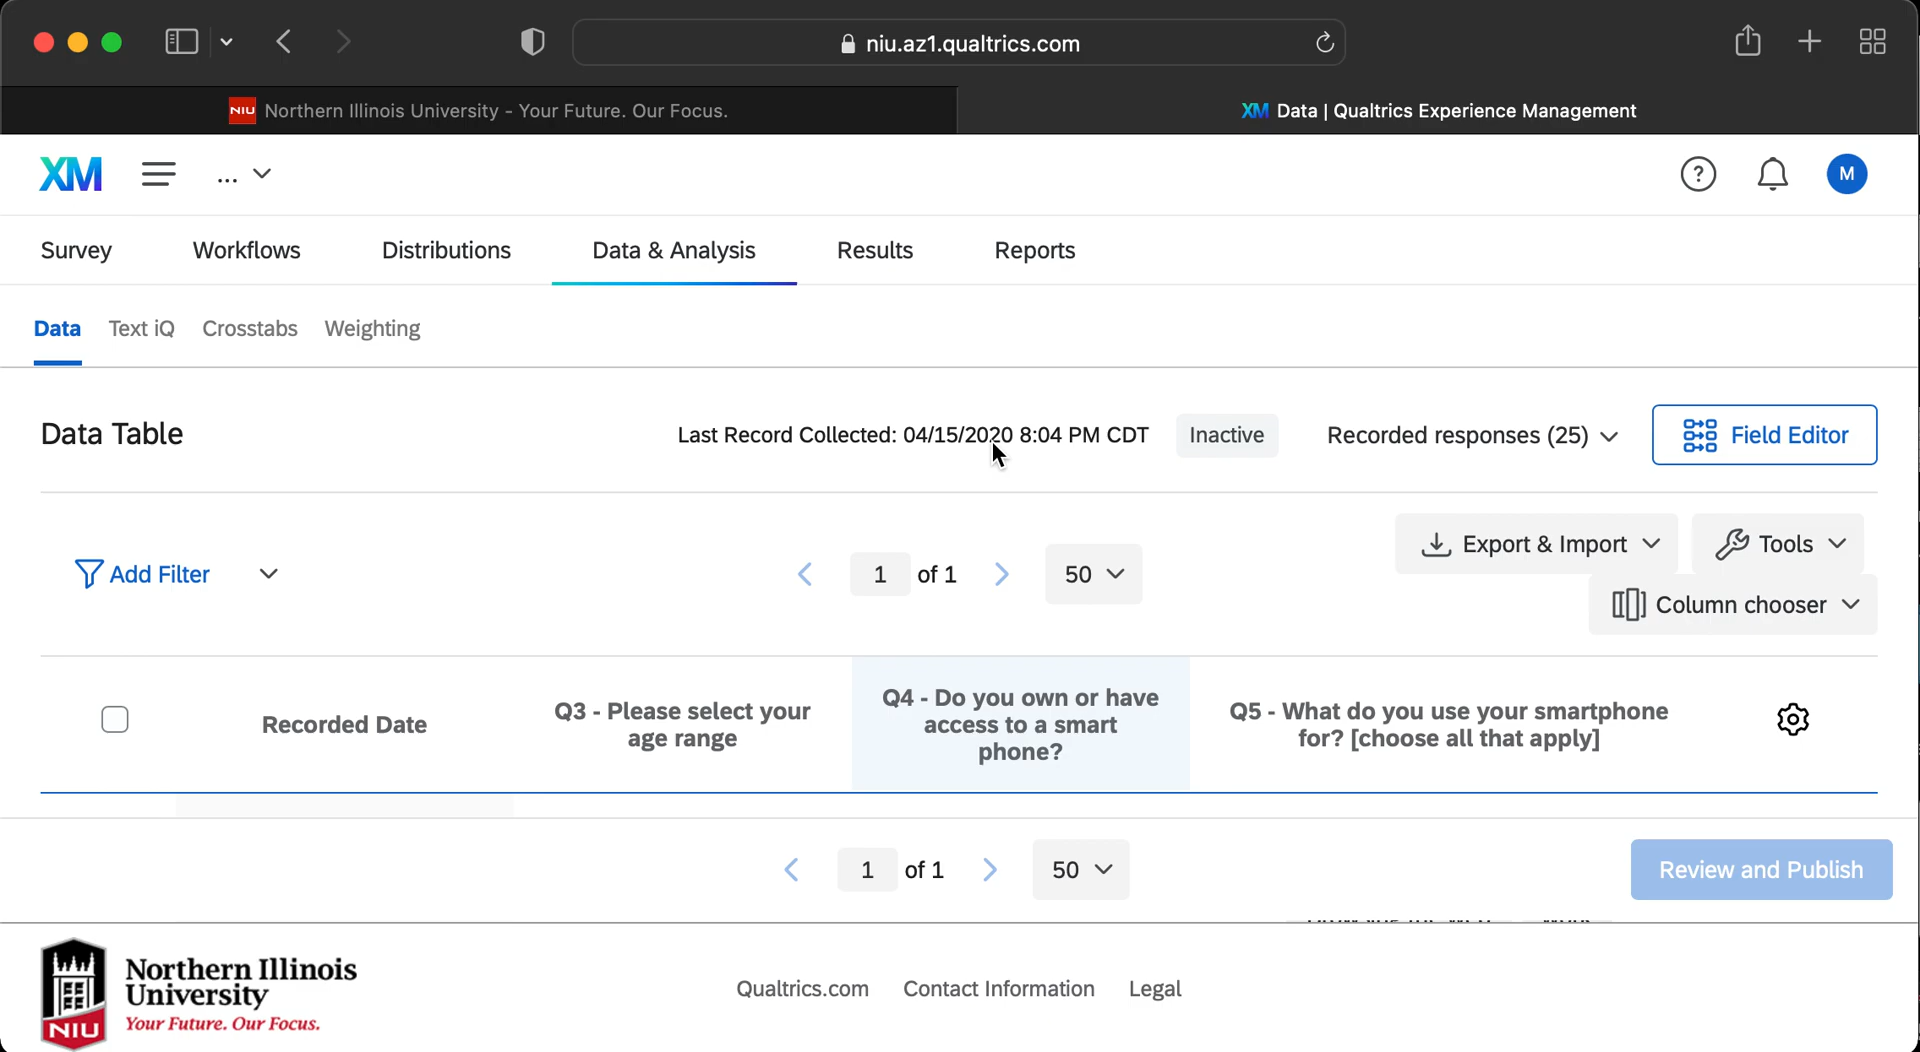 niu.az1.qualtrics.com
NIU Northern Illinois University - Your Future. Our Focus.
XM Data | Qualtrics Experience Management
XM ... M
Survey Workflows Distributions Data & Analysis Results Reports
Data Text iQ Crosstabs Weighting
Data Table Last Record Collected: 04/15/2020 8:04 PM CDT Inactive Recorded responses (25) Field Editor
Export & Import Tools
Add Filter 1 of 1 50
Column chooser
Recorded Date
Q3 - Please select your
age range
Q4 - Do you own or have
access to a smart
phone?
Q5 - What do you use your smartphone
for? [choose all that apply]
1 of 1 50 Review and Publish
Northern Illinois
University
Your Future. Our Focus.
NIU
Qualtrics.com Contact Information Legal